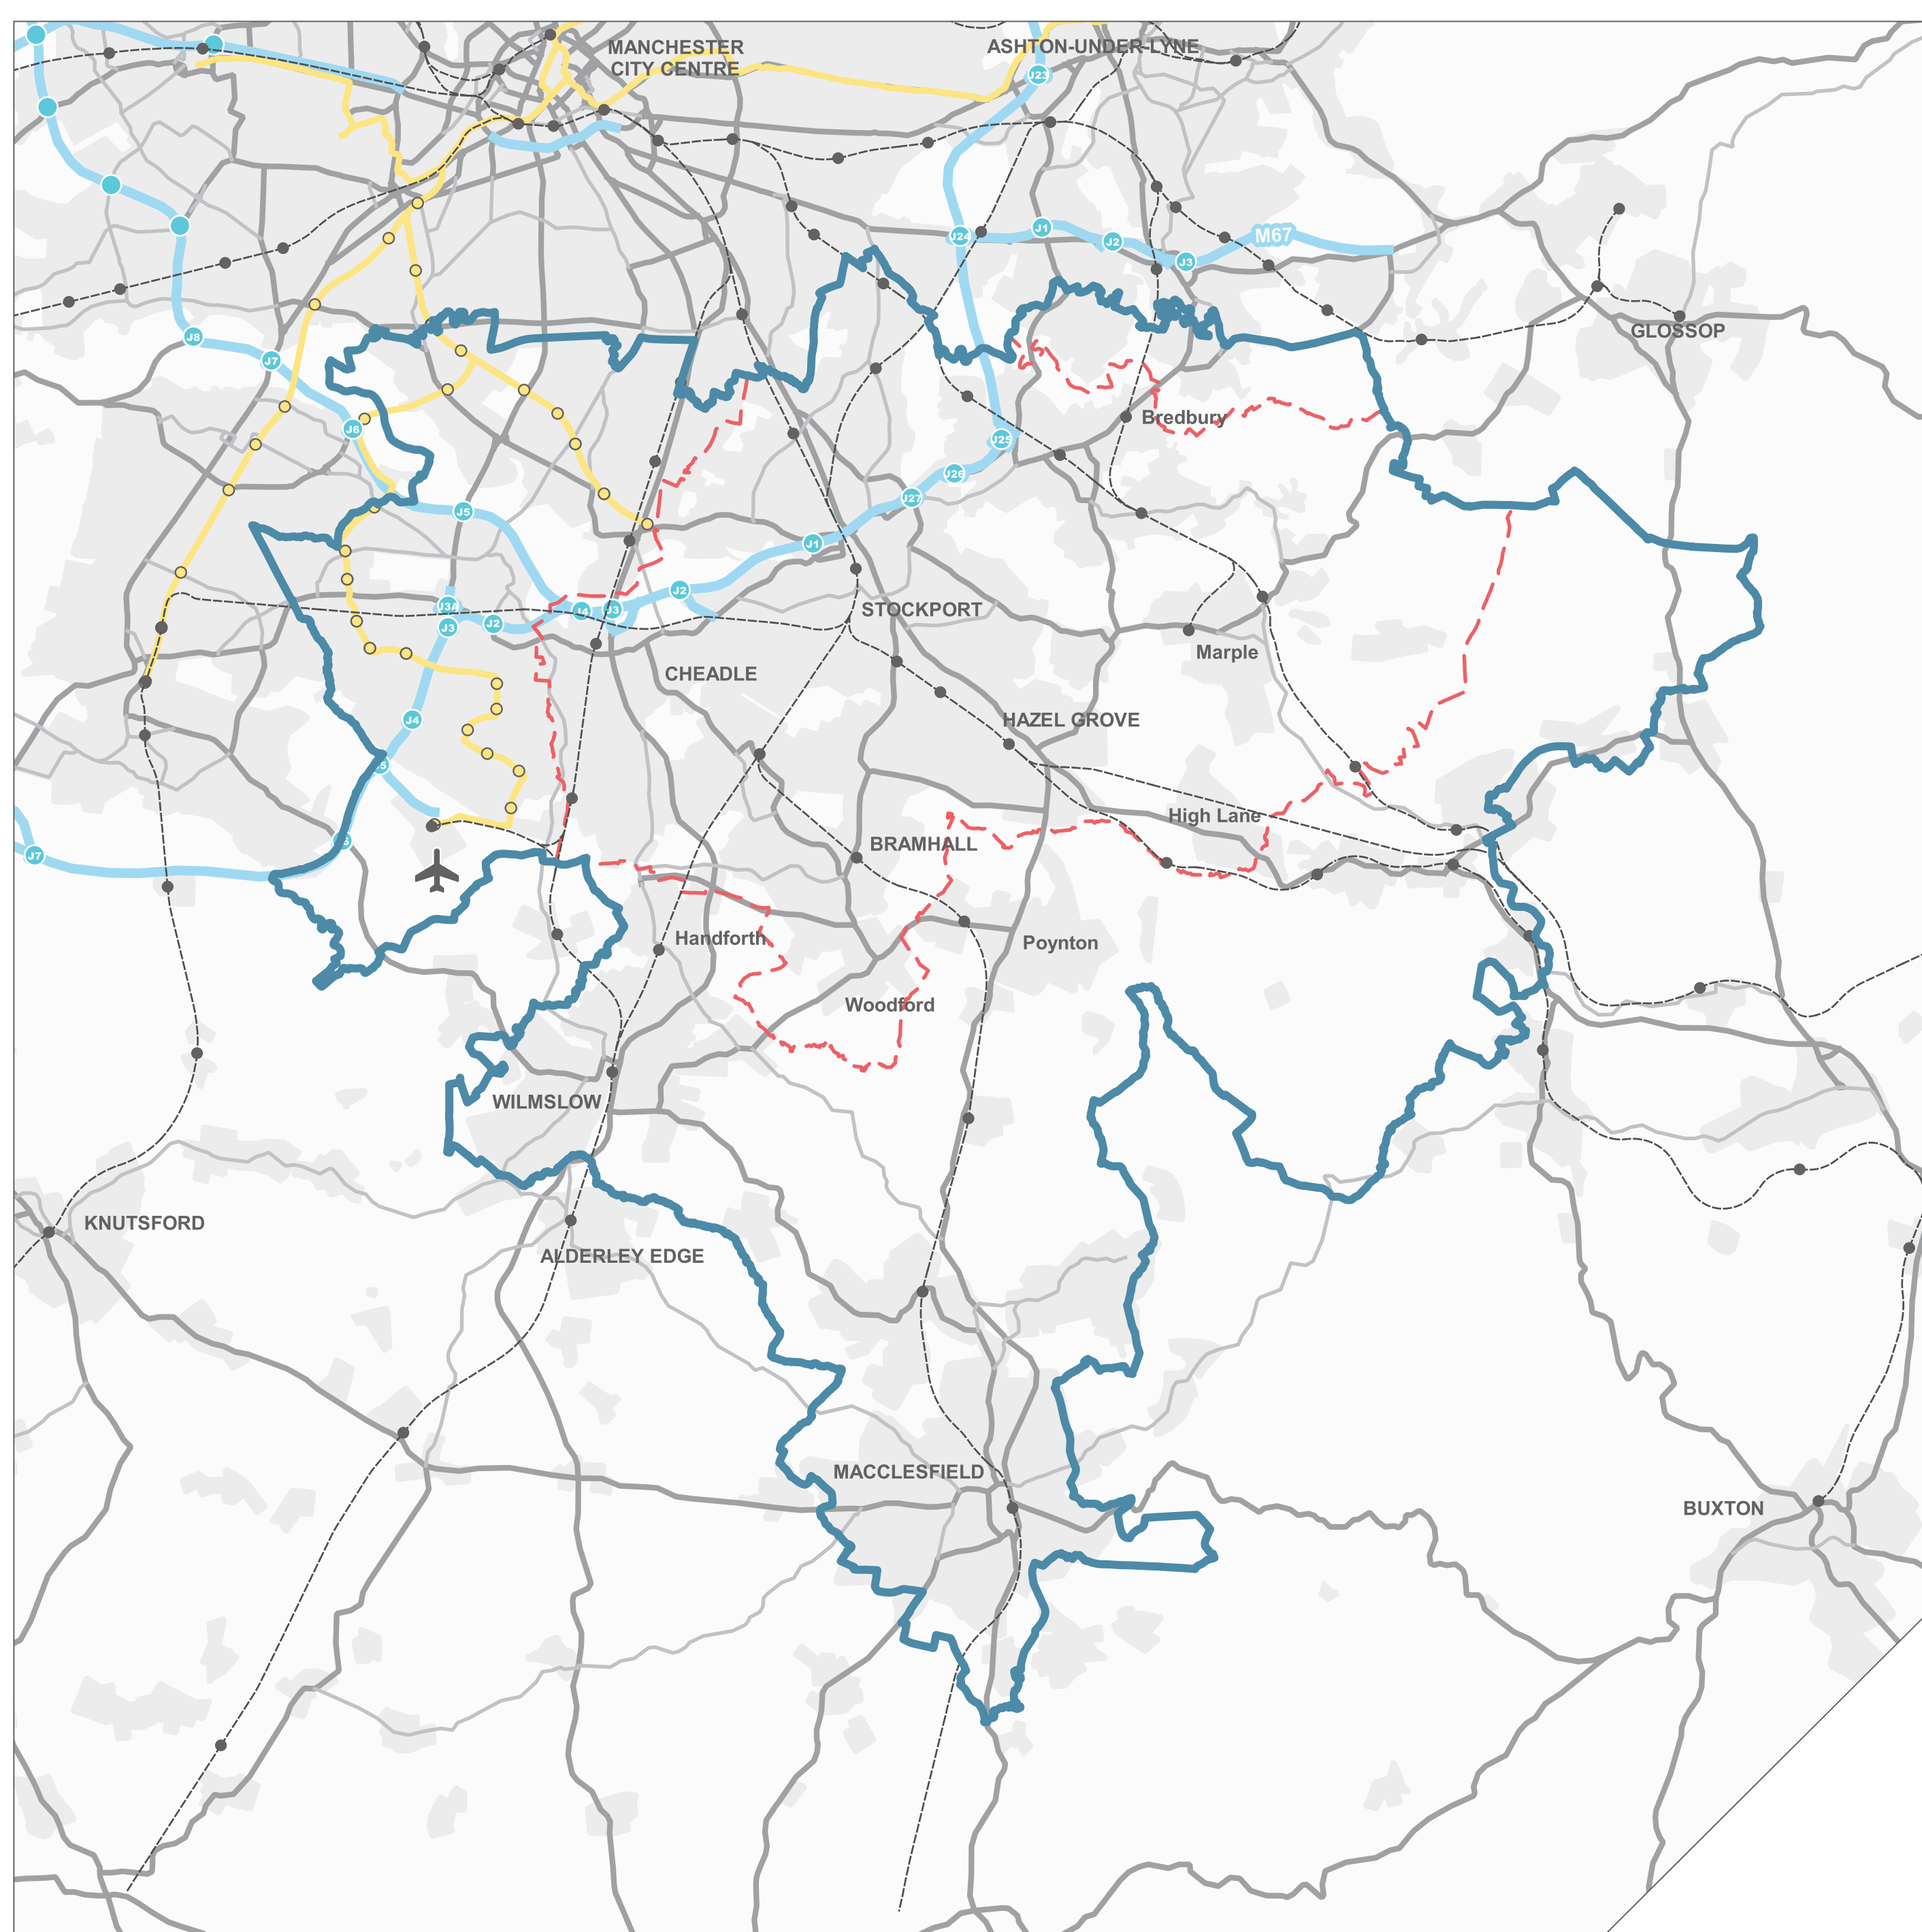 MANCHESTER
CITY CENTRE
ASHTON-UNDER-LYNE
J23
J24
J1
J2
J3
M67
GLOSSOP
J8
J7
J6
Bredbury
J25
J26
J27
J5
J1
J2
J3A
J4
J3
J3
J2
STOCKPORT
Marple
CHEADLE
J4
HAZEL GROVE
J5
High Lane
BRAMHALL
J7
Handforth
Poynton
Woodford
WILMSLOW
KNUTSFORD
ALDERLEY EDGE
MACCLESFIELD
BUXTON